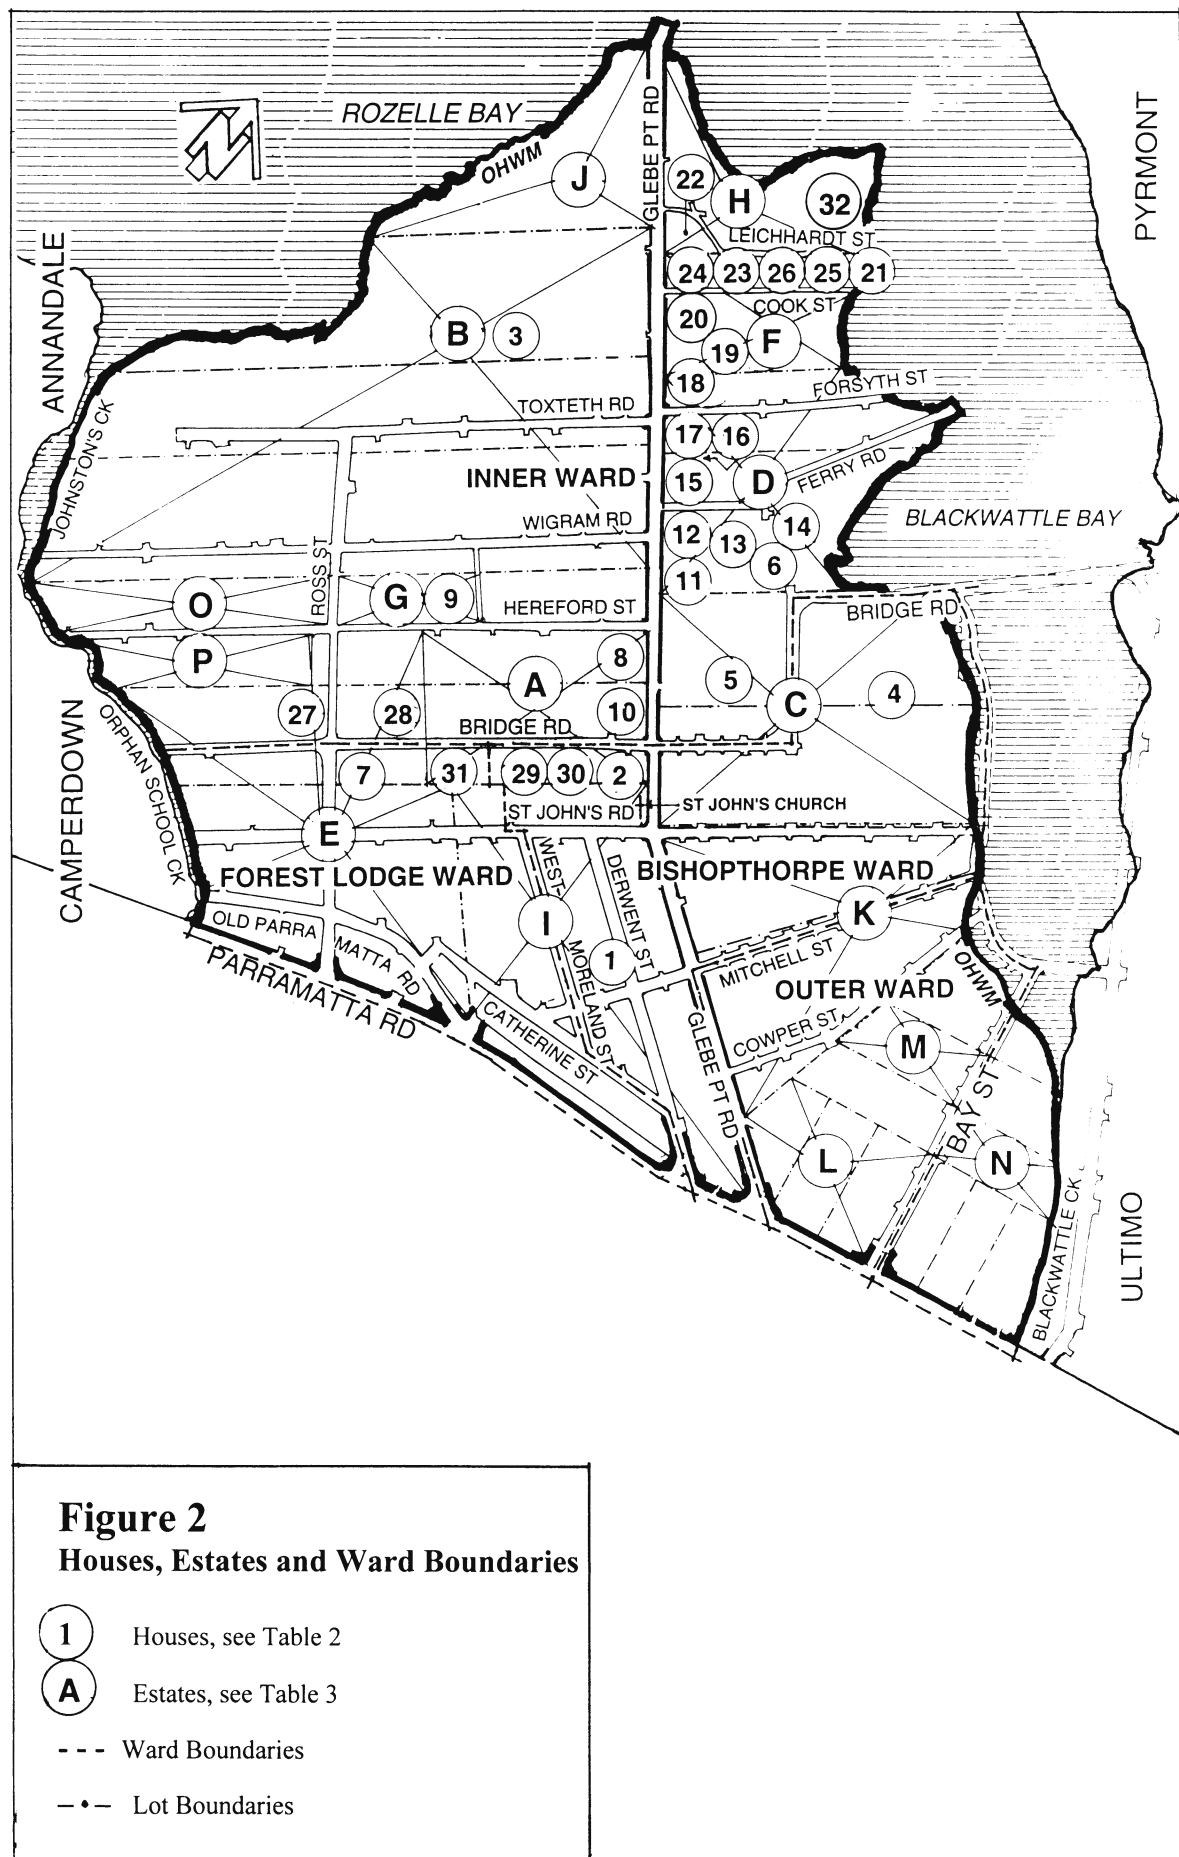 ROZELLE BAY
OHWM
GLEBE PT RD
PYRMONT
ANNANDALE
J
22
H
32
LEICHHARDT ST
24
23
26
25
21
COOK ST
B
3
20
19
F
18
FORSYTH ST
TOXTETH RD
JOHNSTON'S CK
17
16
INNER WARD
15
D
FERRY RD
WIGRAM RD
12
13
14
BLACKWATTLE BAY
11
6
ROSS ST
O
G
9
HEREFORD ST
BRIDGE RD
P
8
A
5
C
4
27
28
10
BRIDGE RD
CAMPERDOWN
ORPHAN SCHOOL CK
7
31
29
30
2
ST JOHN'S RD
ST JOHN'S CHURCH
E
FOREST LODGE WARD
BISHOPTHORPE WARD
WEST-
MORELAND ST
DERWENT ST
I
K
1
MITCHELL ST
OLD PARRA
MATTA RD
PARRAMATTA RD
OUTER WARD
OHWM
CATHERINE ST
GLEBE PT RD
COWPER ST
M
BAY ST
L
N
BLACKWATTLE CK
ULTIMO
Figure 2
Houses, Estates and Ward Boundaries
1 Houses, see Table 2
A Estates, see Table 3
Ward Boundaries
Lot Boundaries